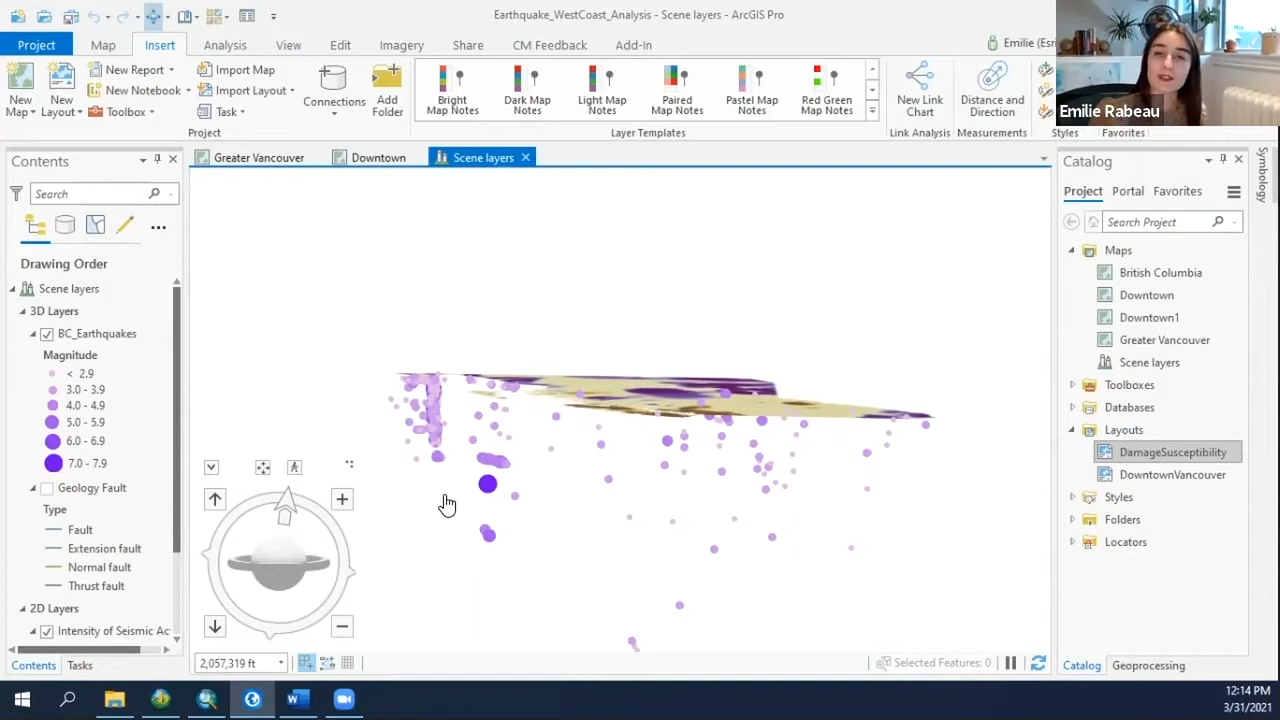 Earthquake_WestCoast_Analysis - Scene layers - ArcGIS Pro
Project
Map
Insert
Analysis
View
Edit
Imagery
Share
CM Feedback
Add-In
Emilie (Esri
Emilie Rabeau
New Map
New Layout
New Report
New Notebook
Toolbox
Import Map
Import Layout
Task
Connections
Add Folder
Bright Map Notes
Dark Map Notes
Light Map Notes
Paired Map Notes
Pastel Map Notes
Red Green Map Notes
New Link Chart
Distance and Direction
Project
Layer Templates
Link Analysis
Measurements
Styles
Favorites
Contents
Search
Drawing Order
Scene layers
3D Layers
BC_Earthquakes
Magnitude
< 2.9
3.0 - 3.9
4.0 - 4.9
5.0 - 5.9
6.0 - 6.9
7.0 - 7.9
Geology Fault
Type
Fault
Extension fault
Normal fault
Thrust fault
2D Layers
Intensity of Seismic Ac
Contents
Tasks
Greater Vancouver
Downtown
Scene layers
2,057,319 ft
Selected Features: 0
Catalog
Project
Portal
Favorites
Search Project
Maps
British Columbia
Downtown
Downtown1
Greater Vancouver
Scene layers
Toolboxes
Databases
Layouts
DamageSusceptibility
DowntownVancouver
Styles
Folders
Locators
Catalog
Geoprocessing
Symbology
12:14 PM
3/31/2021